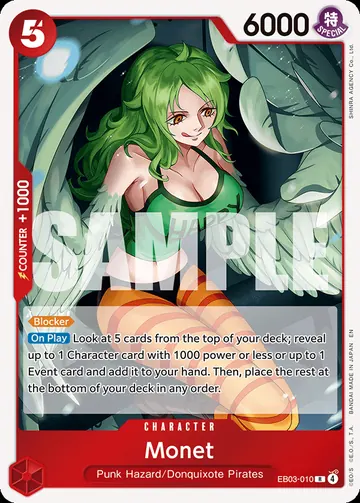 5
6000
特
SPECIAL
COUNTER +1000
SHINRA AGENCY Co., Ltd.
HAPPY
SAMPLE
Blocker
On Play Look at 5 cards from the top of your deck; reveal
up to 1 Character card with 1000 power or less or up to 1
Event card and add it to your hand. Then, place the rest at
the bottom of your deck in any order.
CHARACTER
Monet
Punk Hazard/Donquixote Pirates
EB03-010 R 4
©E.O./S ©E.O./S., T.A. BANDAI MADE IN JAPAN EN